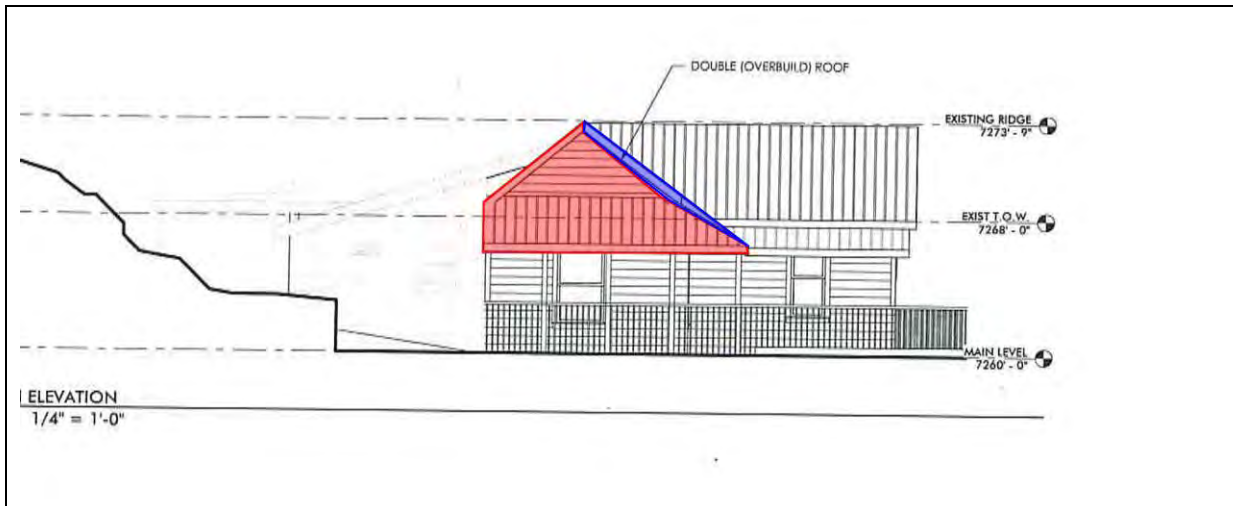 DOUBLE (OVERBUILD) ROOF
EXISTING RIDGE
7273' - 9"
EXIST T.O.W.
7268' - 0"
MAIN LEVEL
7260' - 0"
ELEVATION
1/4" = 1'-0"